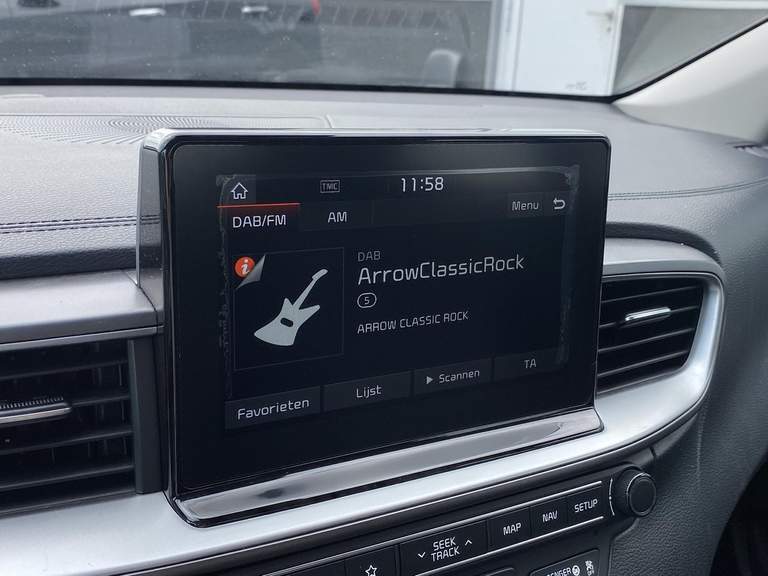 TMC 11:58
DAB/FM AM Menu
DAB
ArrowClassicRock
5
ARROW CLASSIC ROCK
Favorieten Lijst Scannen TA
SEEK TRACK MAP NAV SETUP